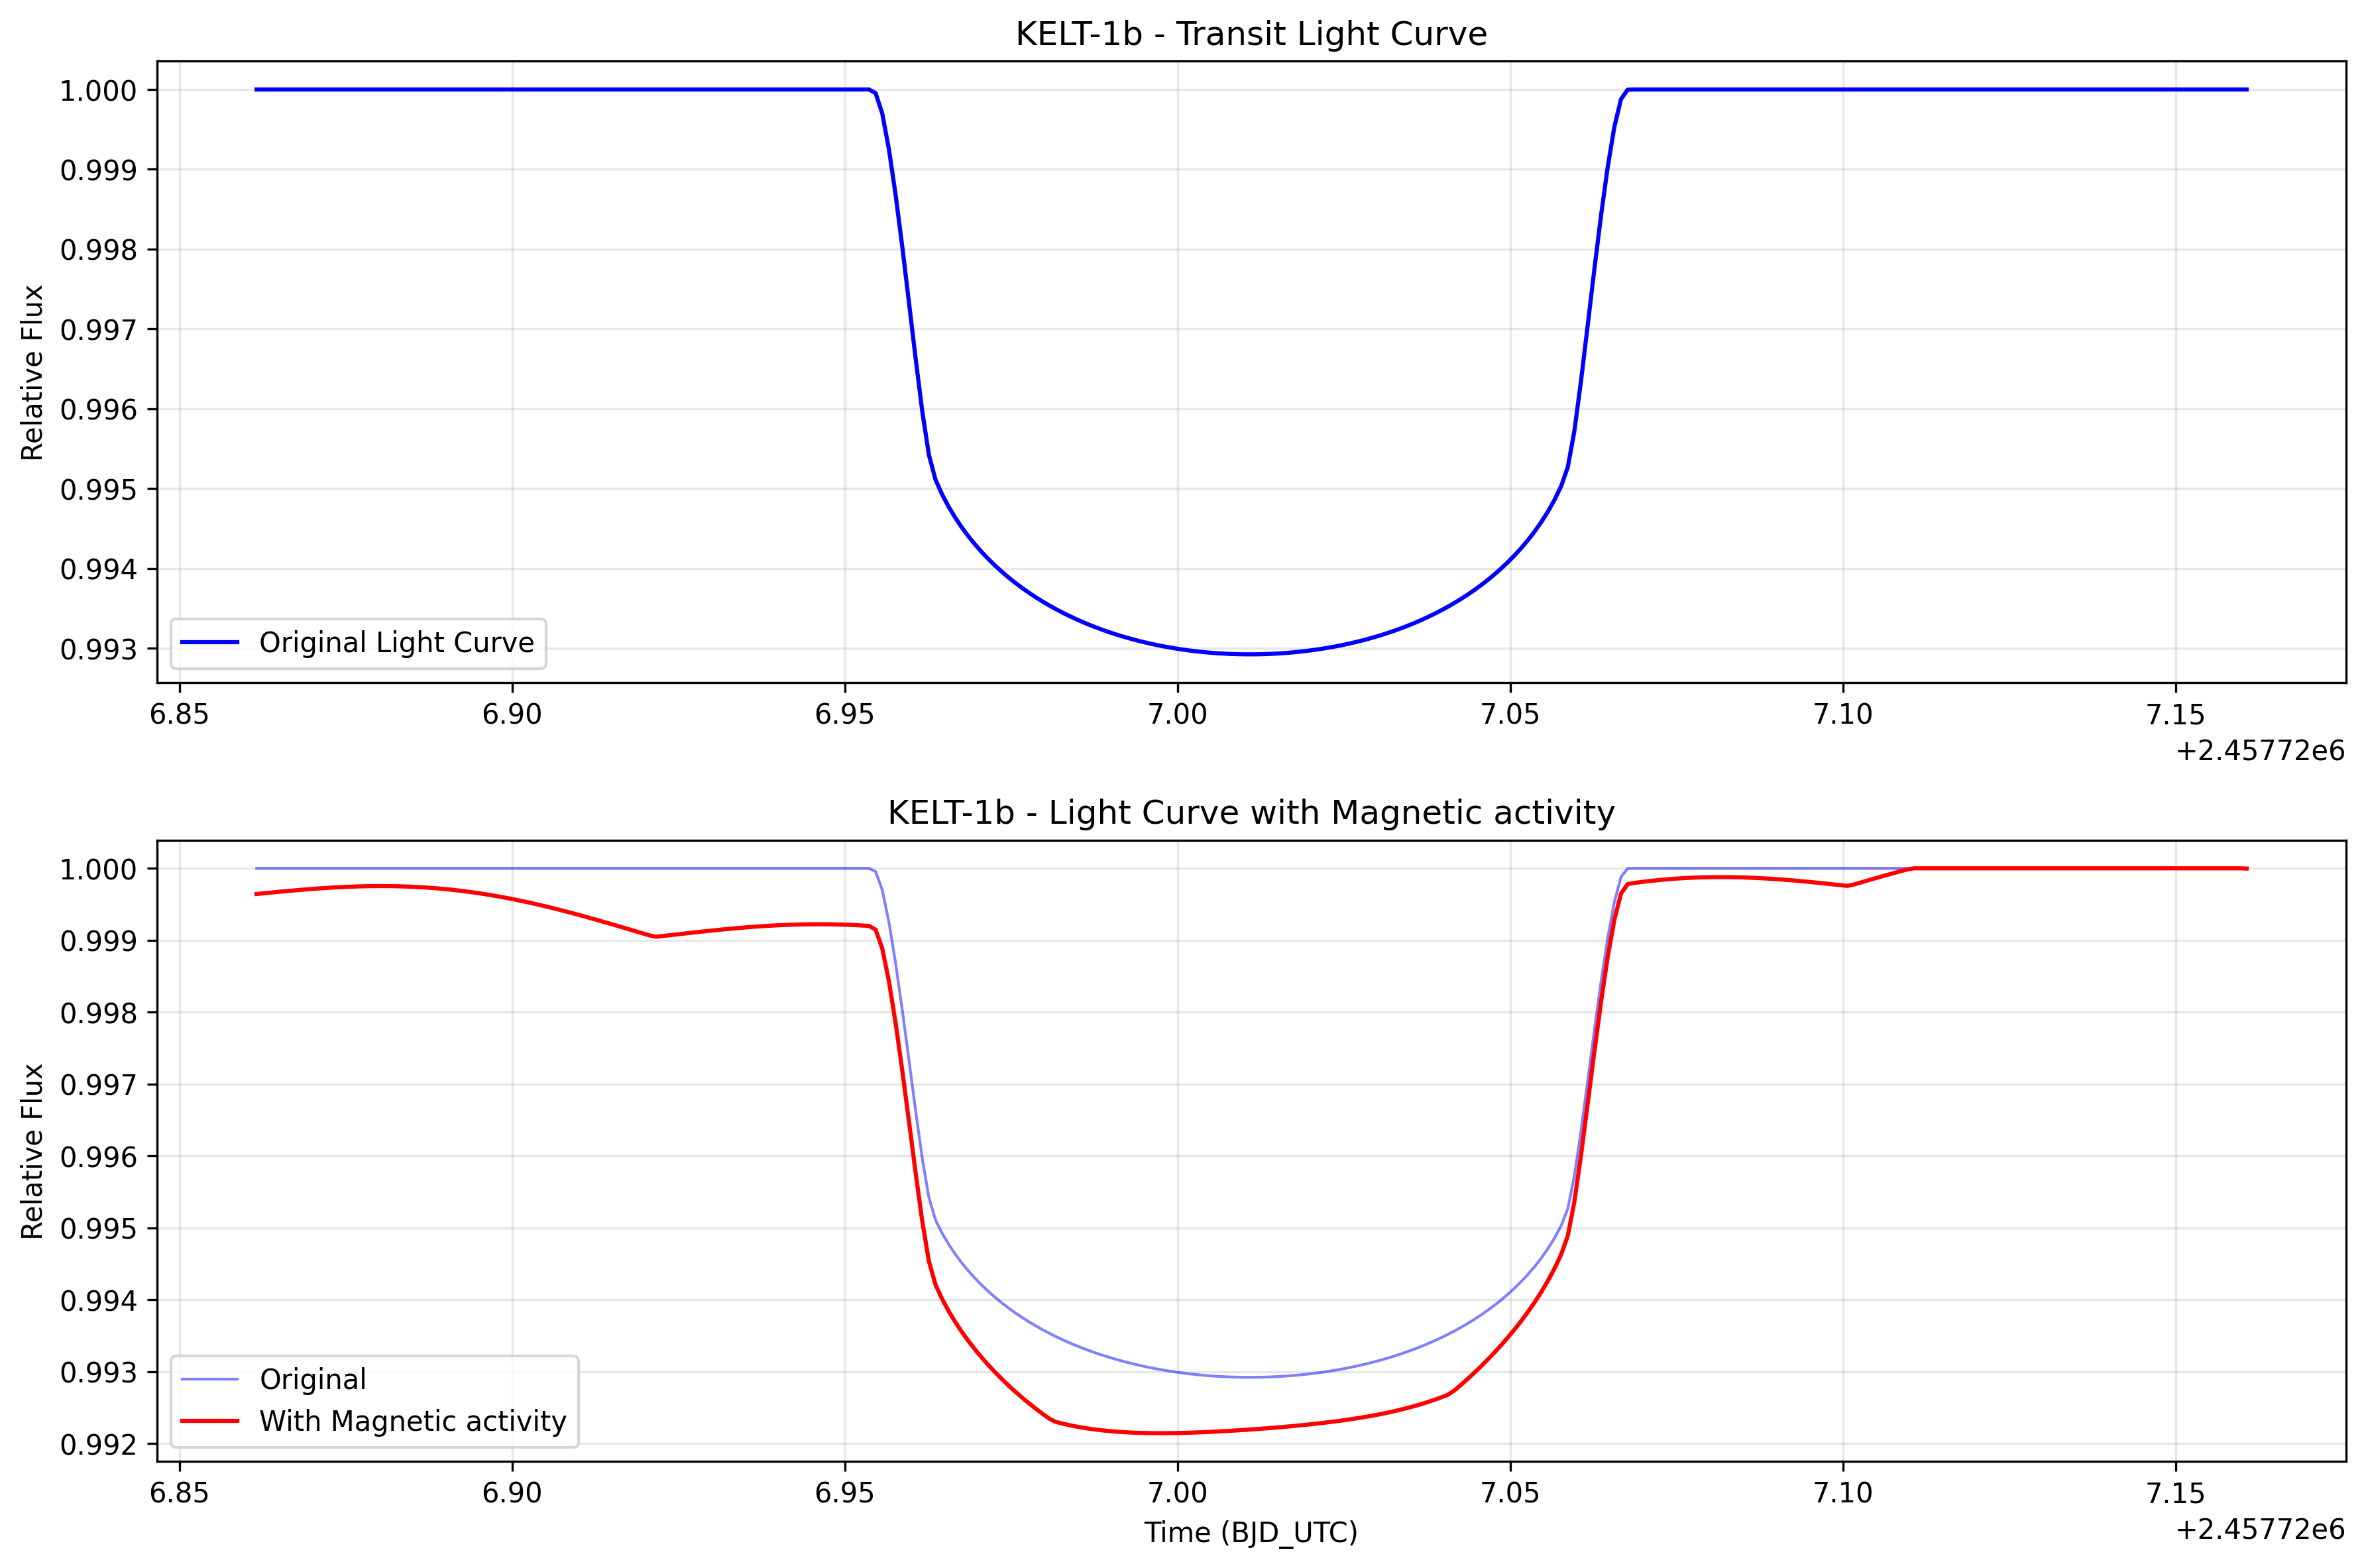 KELT-1b - Transit Light Curve
Relative Flux
1.000
0.999
0.998
0.997
0.996
0.995
0.994
0.993
Original Light Curve
6.85 6.90 6.95 7.00 7.05 7.10 7.15
+2.45772e6
KELT-1b - Light Curve with Magnetic activity
Relative Flux
1.000
0.999
0.998
0.997
0.996
0.995
0.994
0.993
0.992
Original
With Magnetic activity
6.85 6.90 6.95 7.00 7.05 7.10 7.15
Time (BJD_UTC)
+2.45772e6